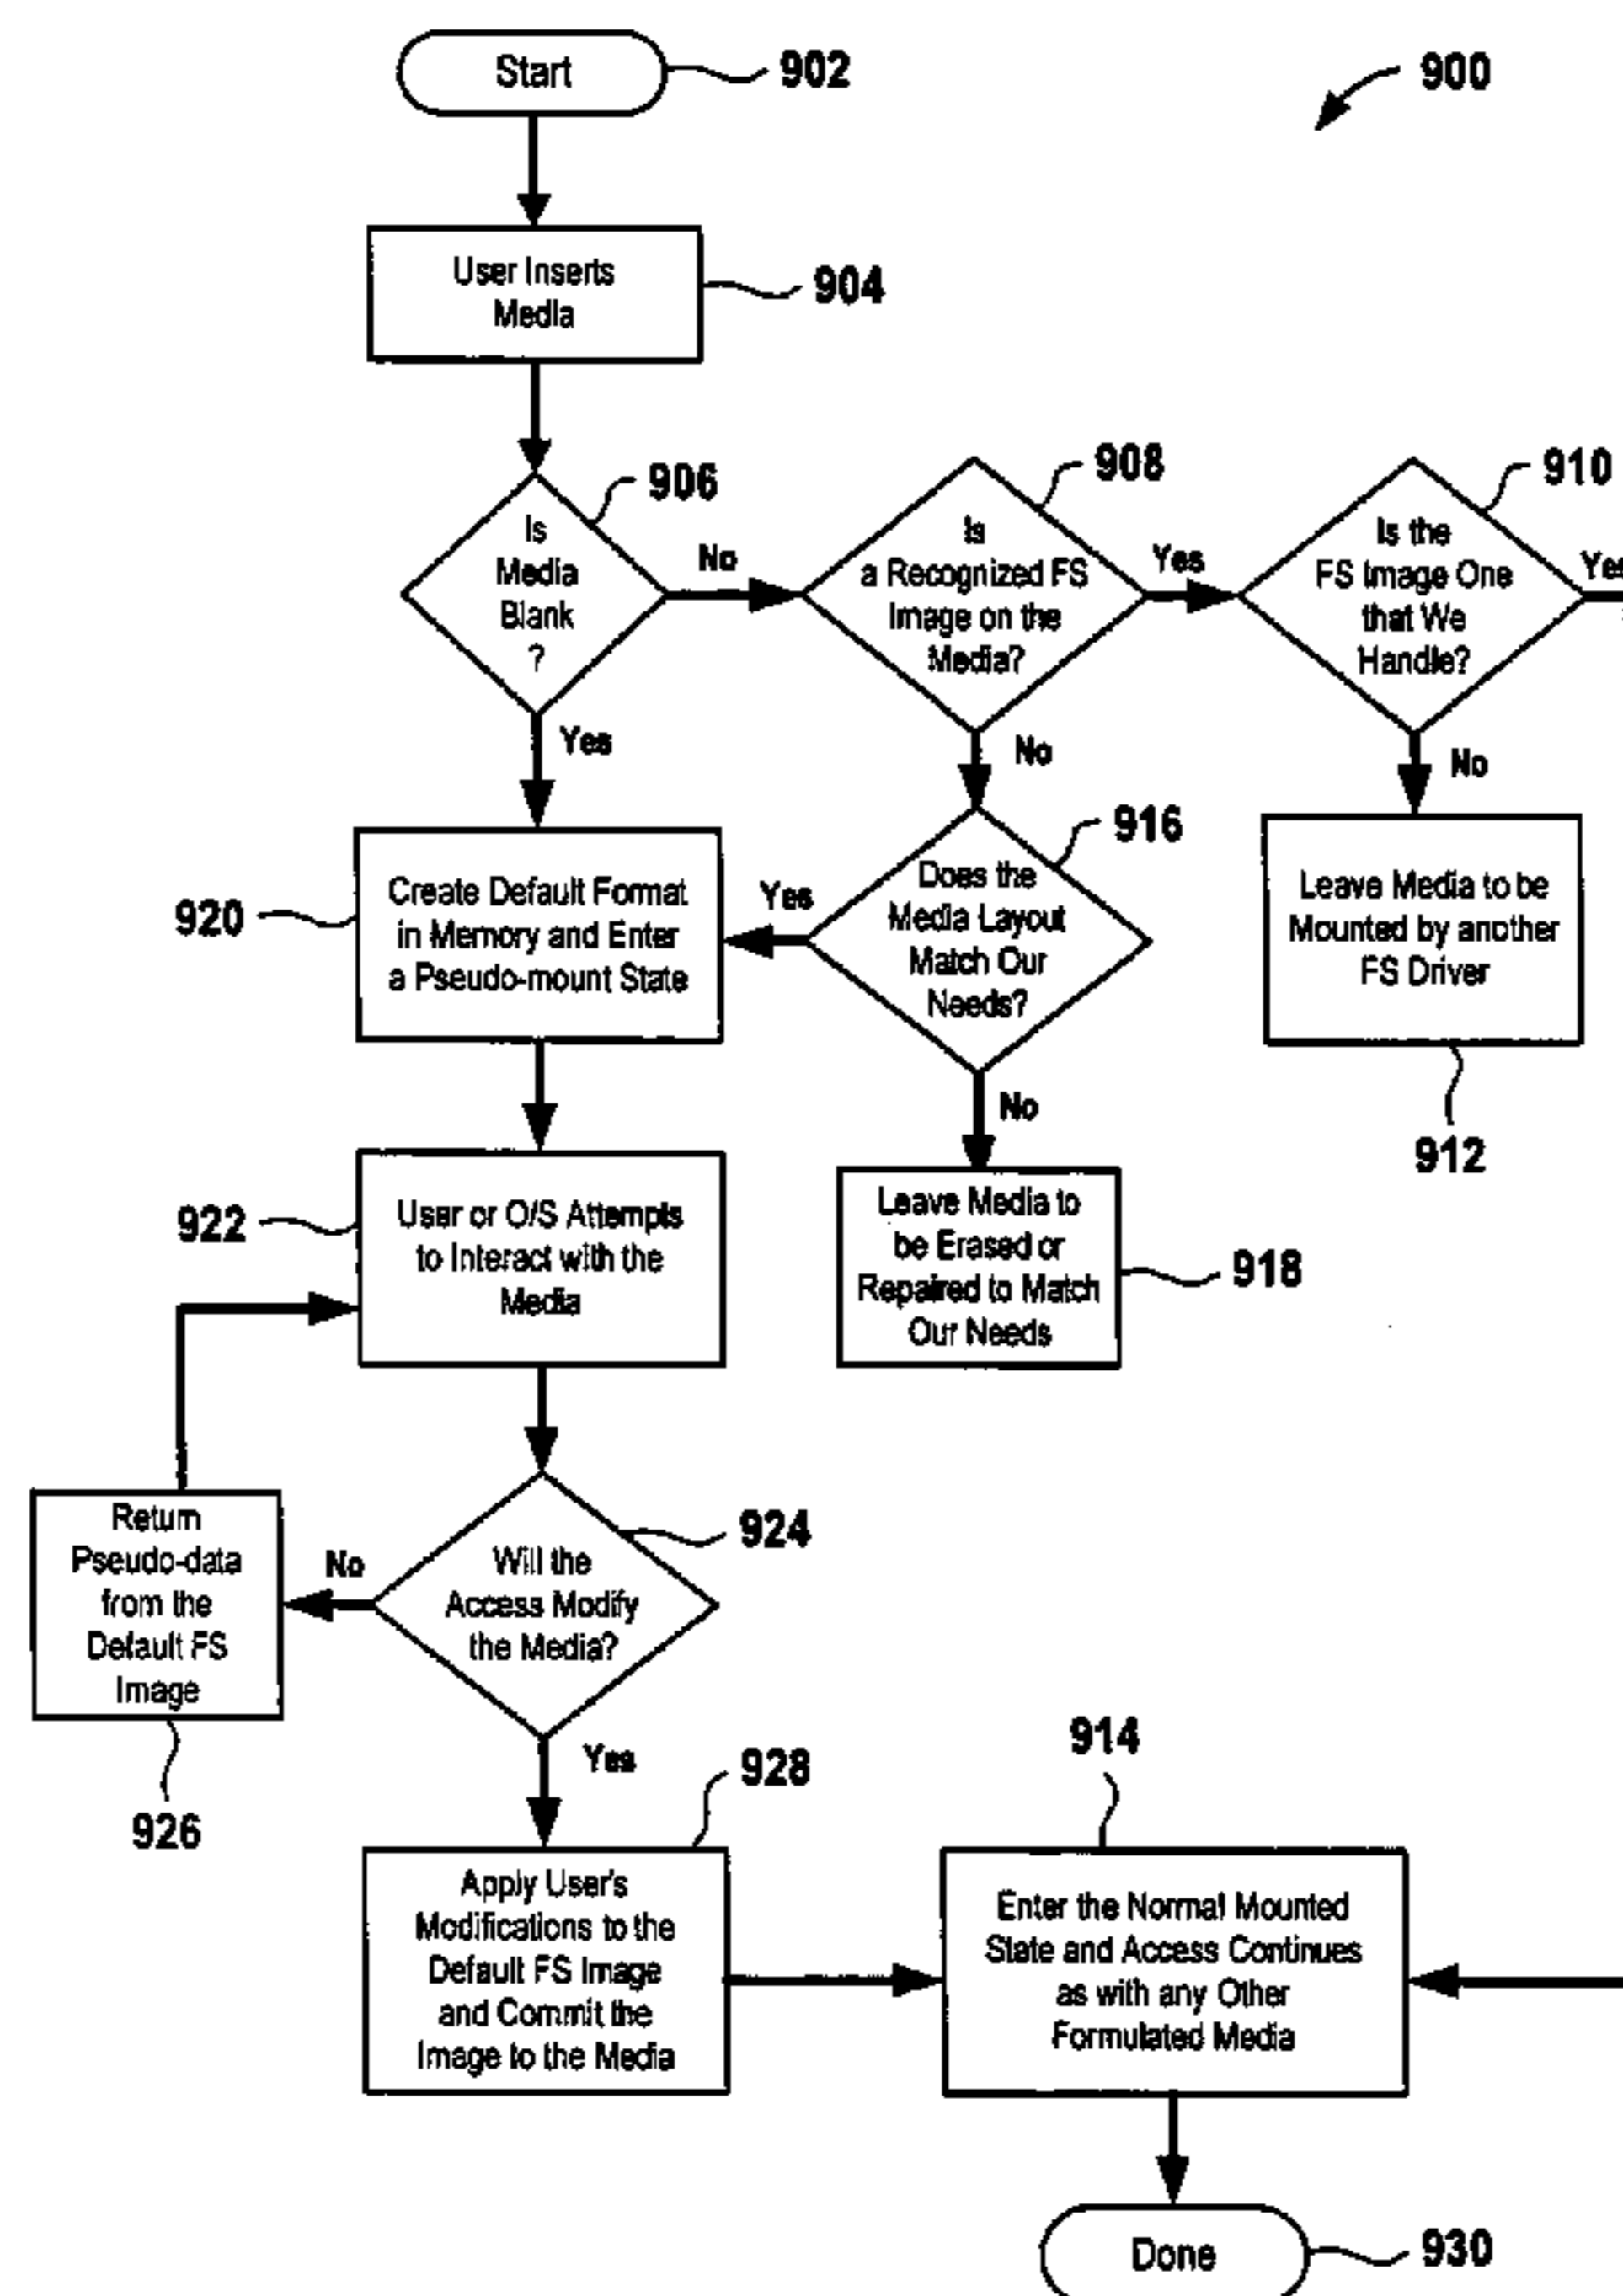 Start
902
900
User Inserts
Media
904
906
Is
Media
Blank
?
No
908
Is
a Recognized FS
Image on the
Media?
Yes
910
Is the
FS Image One
that We
Handle?
Yes
Yes
No
No
920
Create Default Format
in Memory and Enter
a Pseudo-mount State
Yes
916
Does the
Media Layout
Match Our
Needs?
Leave Media to be
Mounted by another
FS Driver
912
No
922
User or O/S Attempts
to Interact with the
Media
Leave Media to
be Erased or
Repaired to Match
Our Needs
918
Return
Pseudo-data
from the
Default FS
Image
926
No
924
Will the
Access Modify
the Media?
Yes
928
Apply User's
Modifications to the
Default FS Image
and Commit the
Image to the Media
914
Enter the Normal Mounted
State and Access Continues
as with any Other
Formulated Media
Done
930